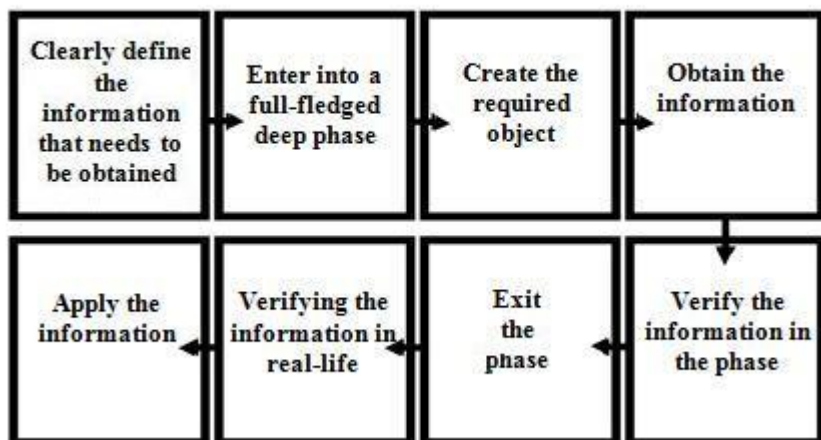 Clearly define
the
information
that needs to
be obtained
Enter into a
full-fledged
deep phase
Create the
required
object
Obtain the
information
Verify the
information in
the phase
Exit
the
phase
Verifying the
information in
real-life
Apply the
information